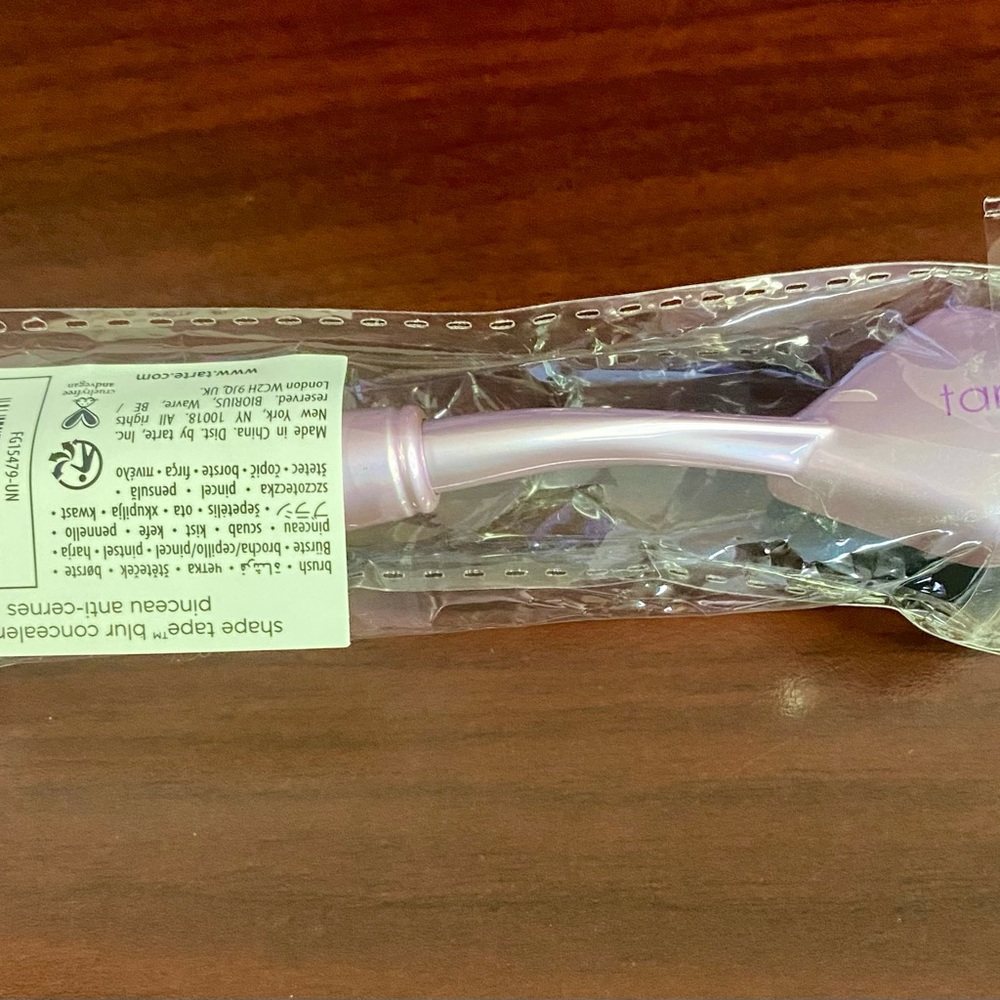 shape tape™ blur concealer
pinceau anti-cernes
brush • فرشاة • четка • štěteček • børste •
Bürste • brocha/cepillo/pincel • pintsel • harja •
pinceau • scuab • kist • kefe • pennello •
ブラシ • šepetėlis • ota • xkupilja • kwast •
szczoteczka • pincel • pensulă •
štetec • čopič • borste • fırça • πινέλο
Made in China. Dist. by tarte, Inc.
New York, NY 10018. All rights
reserved. BIORIUS, Wavre, BE /
London WC2H 9JQ, UK.
www.tarte.com
cruelty free
and vegan
FG15479-UN
tar